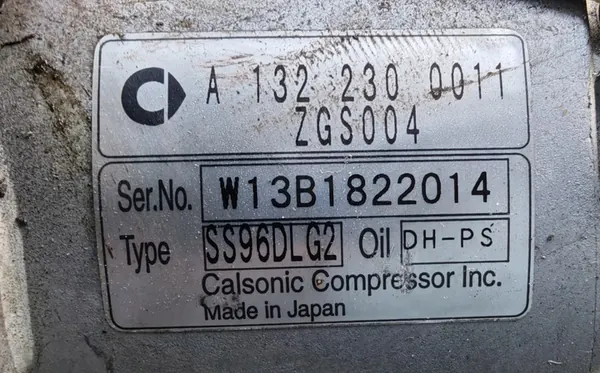 A 132 230 0011
ZGS004
Ser.No. W13B1822014
Type SS96DLG2 Oil DH-PS
Calsonic Compressor Inc.
Made in Japan